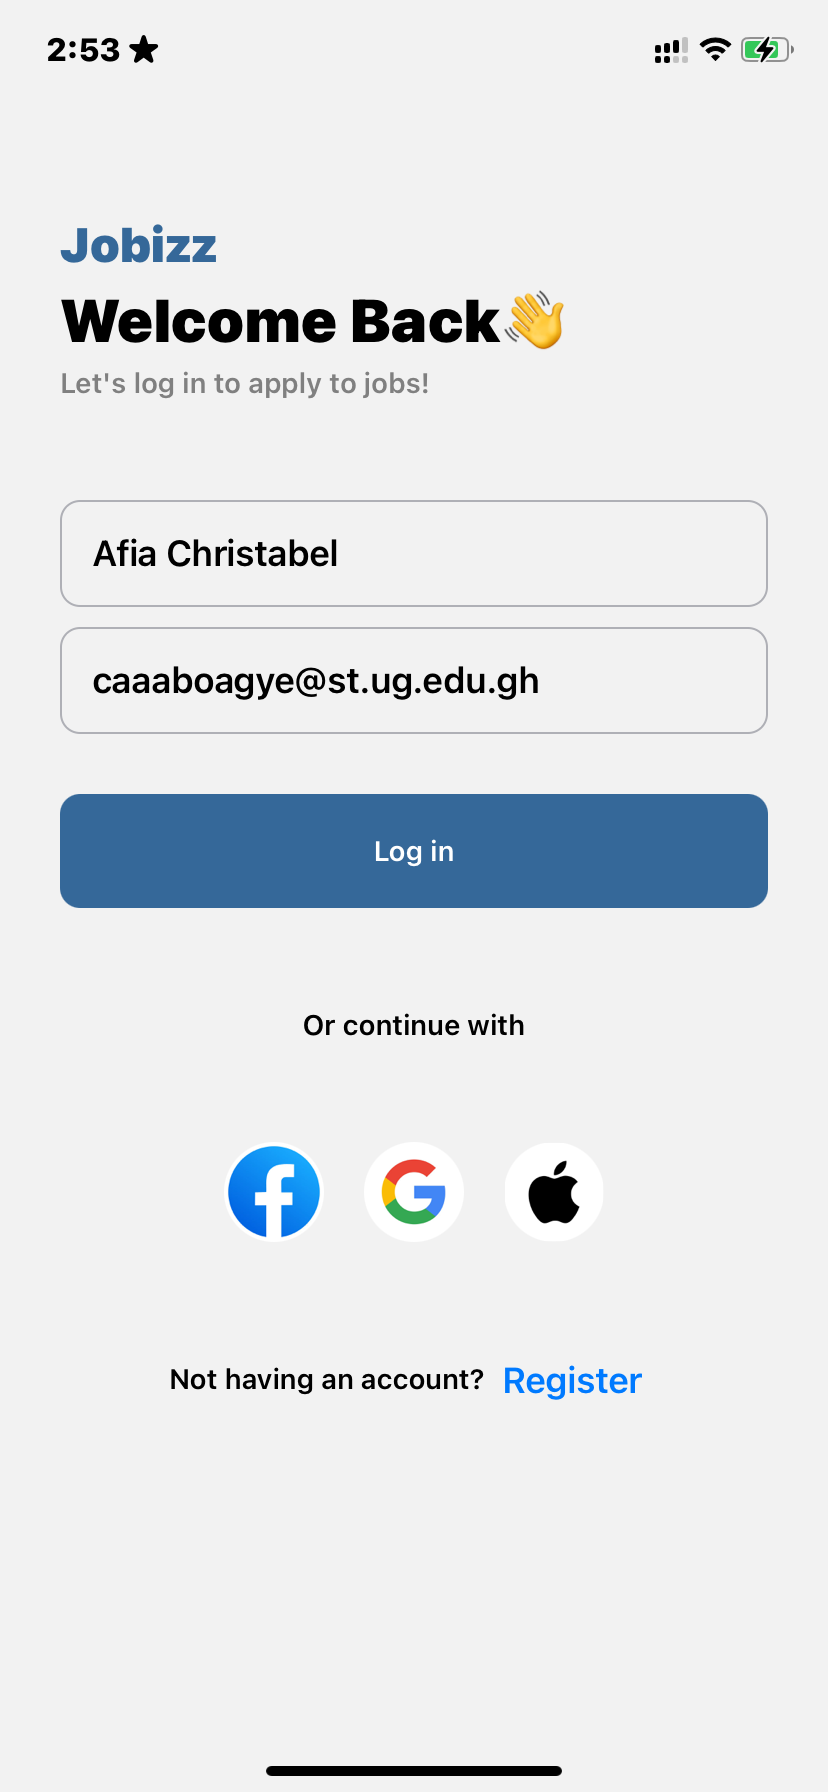 2:53
Jobizz
Welcome Back👋
Let's log in to apply to jobs!
Afia Christabel
caaaboagye@st.ug.edu.gh
Log in
Or continue with
Not having an account? Register